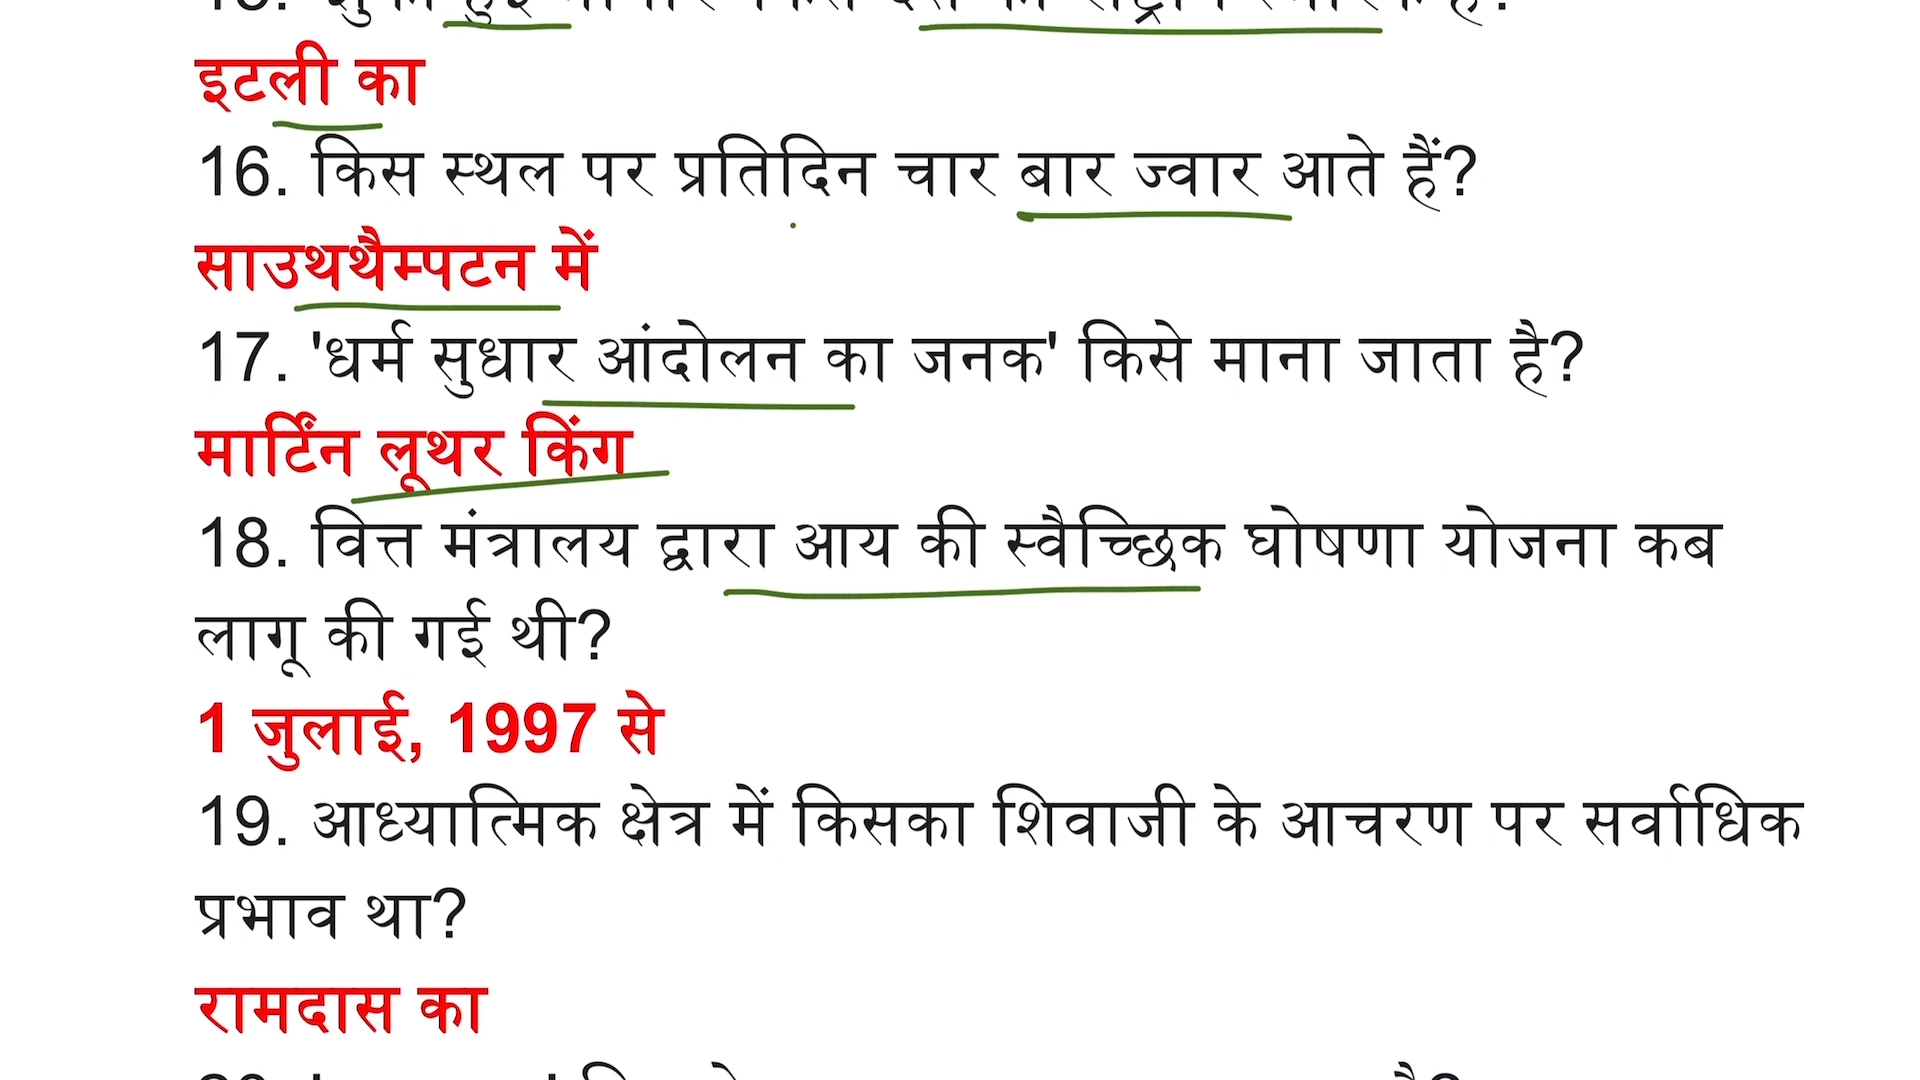 इटली का
16. किस स्थल पर प्रतिदिन चार बार ज्वार आते हैं?
साउथथैम्पटन में
17. 'धर्म सुधार आंदोलन का जनक' किसे माना जाता है?
मार्टिन लूथर किंग
18. वित्त मंत्रालय द्वारा आय की स्वैच्छिक घोषणा योजना कब
लागू की गई थी?
1 जुलाई, 1997 से
19. आध्यात्मिक क्षेत्र में किसका शिवाजी के आचरण पर सर्वाधिक
प्रभाव था?
रामदास का